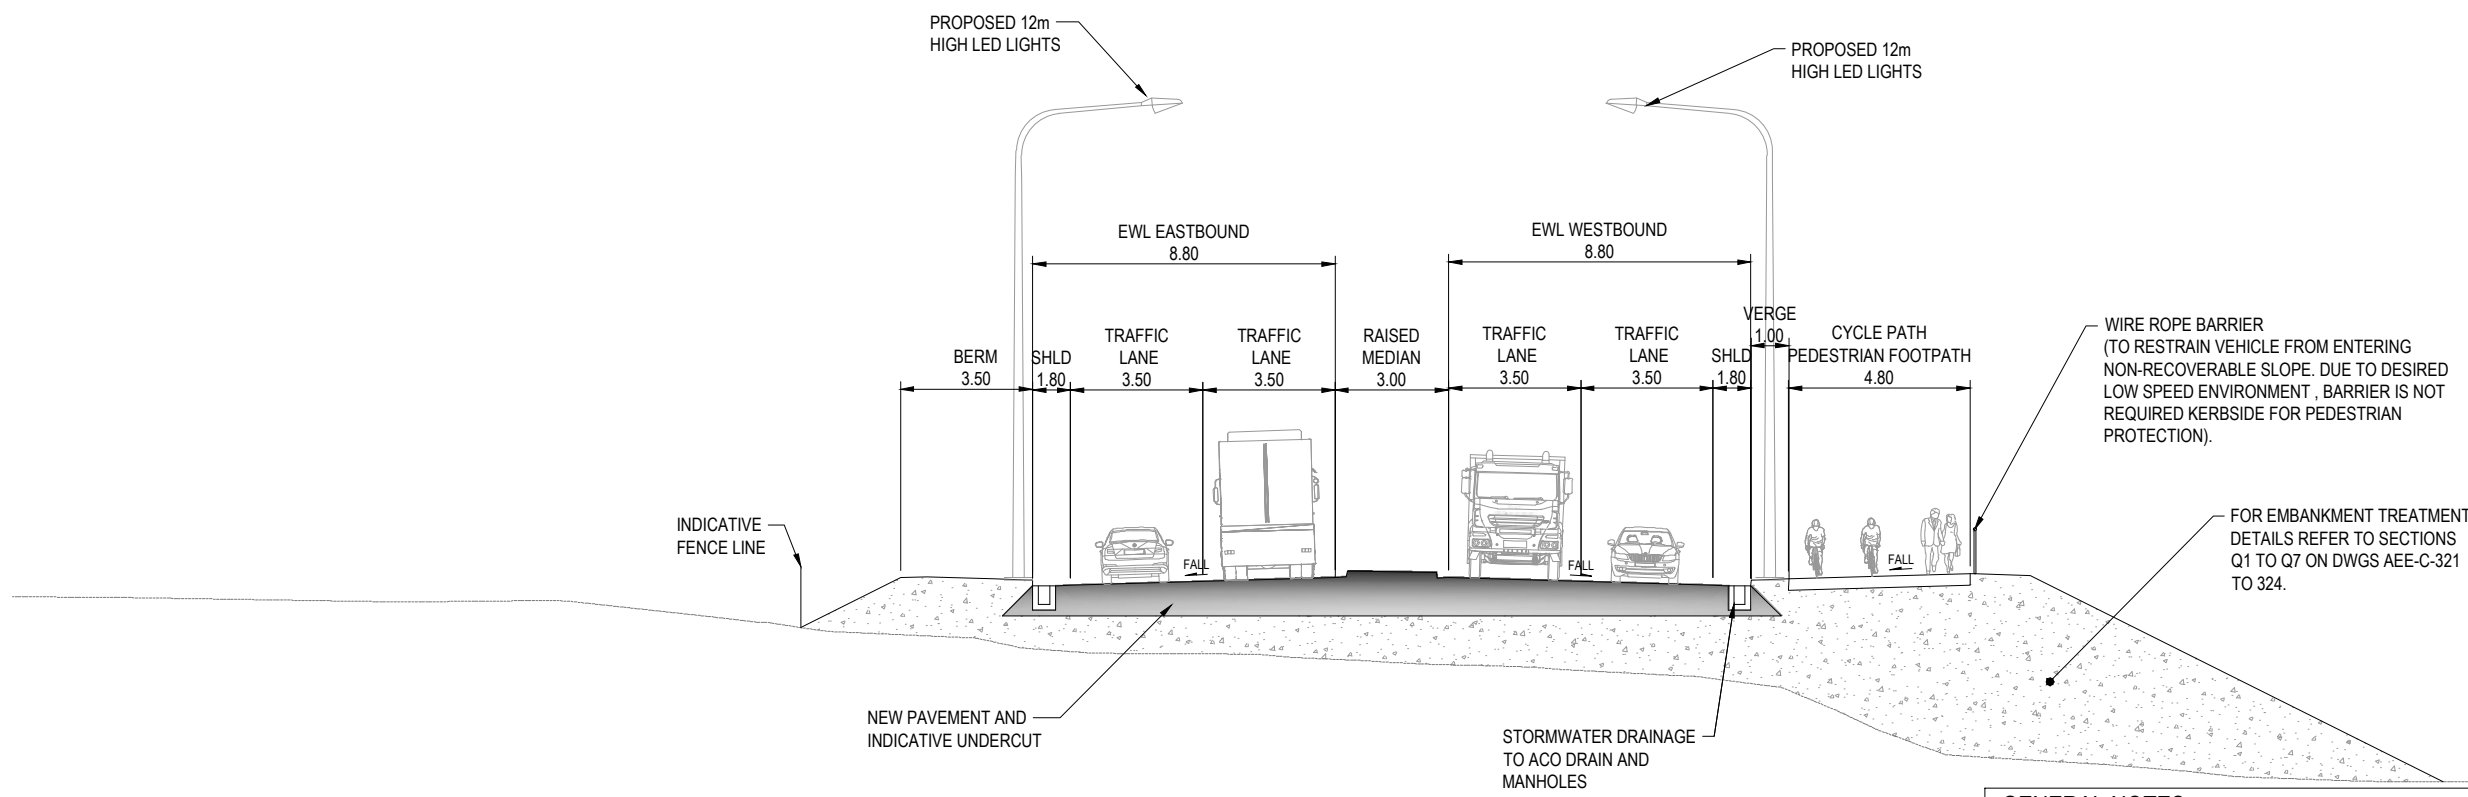 PROPOSED 12m
HIGH LED LIGHTS
PROPOSED 12m
HIGH LED LIGHTS
EWL EASTBOUND
8.80
EWL WESTBOUND
8.80
BERM
3.50
SHLD
1.80
TRAFFIC
LANE
3.50
TRAFFIC
LANE
3.50
RAISED
MEDIAN
3.00
TRAFFIC
LANE
3.50
TRAFFIC
LANE
3.50
SHLD
1.80
VERGE
1.00
CYCLE PATH
PEDESTRIAN FOOTPATH
4.80
WIRE ROPE BARRIER
(TO RESTRAIN VEHICLE FROM ENTERING
NON-RECOVERABLE SLOPE. DUE TO DESIRED
LOW SPEED ENVIRONMENT , BARRIER IS NOT
REQUIRED KERBSIDE FOR PEDESTRIAN
PROTECTION).
INDICATIVE
FENCE LINE
FALL
FALL
FALL
FOR EMBANKMENT TREATMENT
DETAILS REFER TO SECTIONS
Q1 TO Q7 ON DWGS AEE-C-321
TO 324.
NEW PAVEMENT AND
INDICATIVE UNDERCUT
STORMWATER DRAINAGE
TO ACO DRAIN AND
MANHOLES
GENERAL NOTES